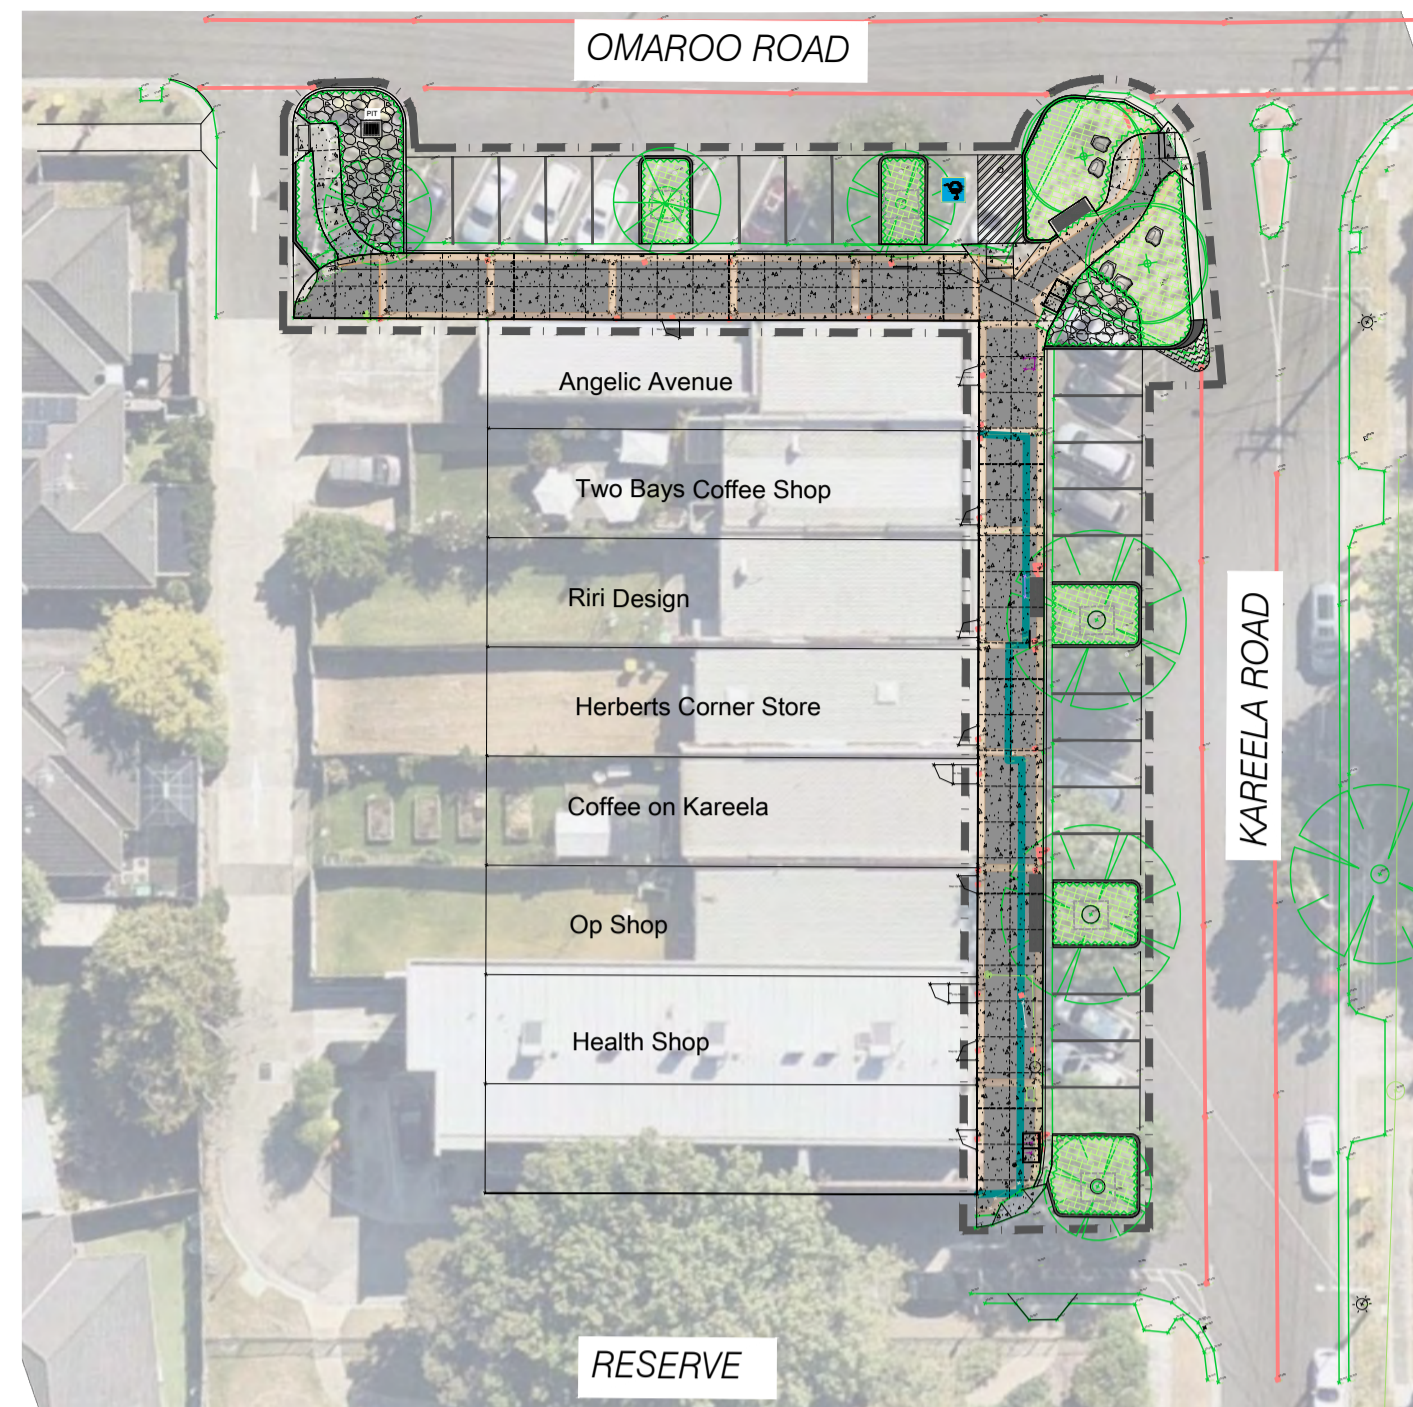 OMAROO ROAD
PIT
Angelic Avenue
Two Bays Coffee Shop
Riri Design
Herberts Corner Store
Coffee on Kareela
Op Shop
Health Shop
KAREELA ROAD
RESERVE